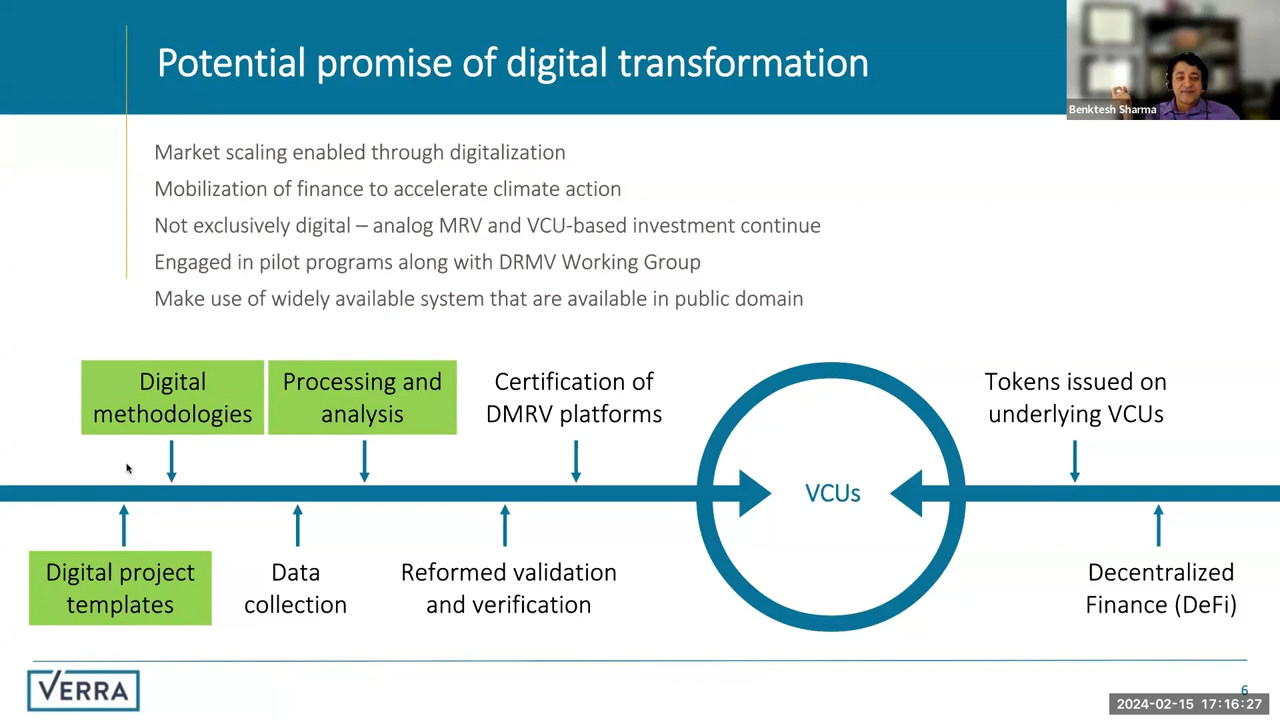 Potential promise of digital transformation
Benktesh Sharma
Market scaling enabled through digitalization
Mobilization of finance to accelerate climate action
Not exclusively digital – analog MRV and VCU-based investment continue
Engaged in pilot programs along with DRMV Working Group
Make use of widely available system that are available in public domain
Digital
methodologies
Processing and
analysis
Certification of
DMRV platforms
Tokens issued on
underlying VCUs
VCUs
Digital project
templates
Data
collection
Reformed validation
and verification
Decentralized
Finance (DeFi)
VERRA
6
2024-02-15 17:16:27